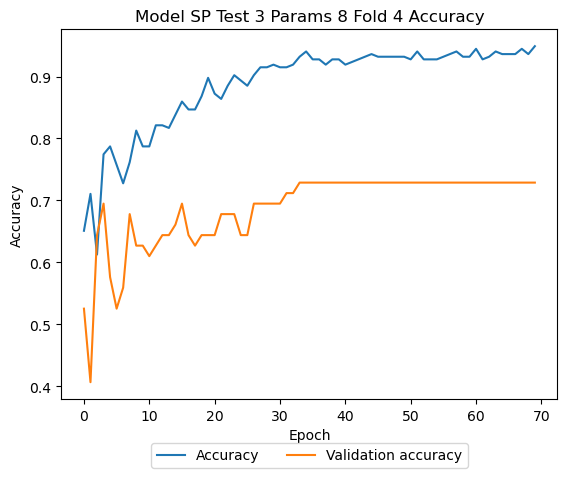 Model SP Test 3 Params 8 Fold 4 Accuracy
Accuracy
0.9
0.8
0.7
0.6
0.5
0.4
0 10 20 30 40 50 60 70
Epoch
Accuracy Validation accuracy